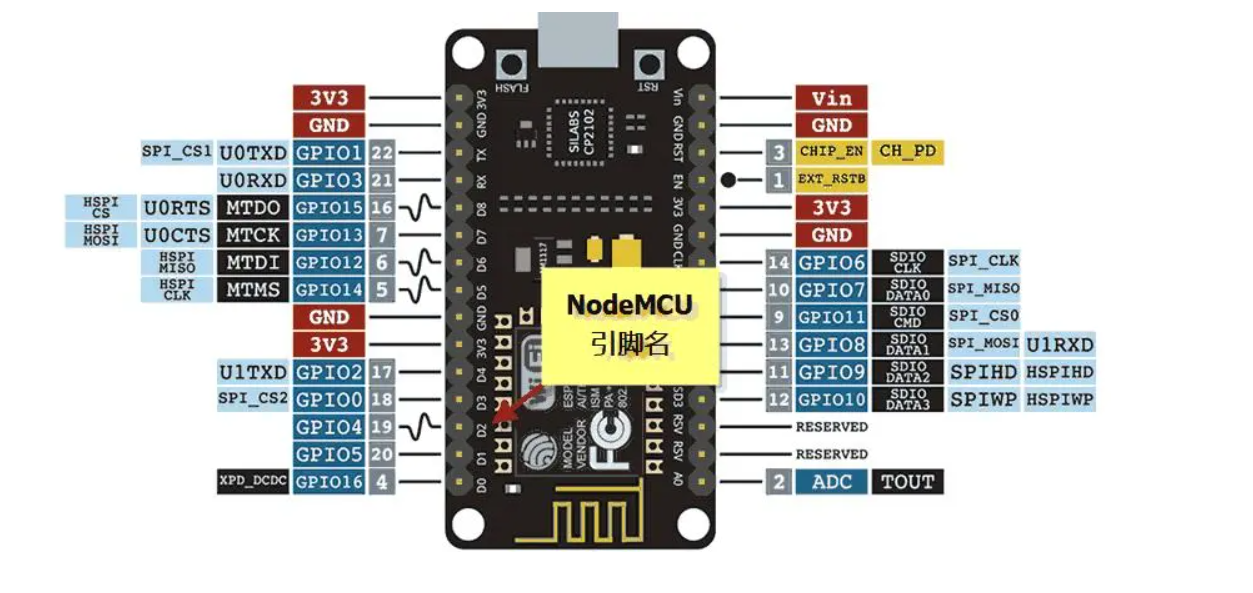 FLASH
RST
SILABS
CP2102
3V3
3V3
Vin
Vin
GND
GND
GND
GND
SPI_CS1 U0TXD GPIO1 22
TX
RST
3 CHIP_EN CH_PD
U0RXD GPIO3 21
RX
EN
1 EXT_RSTB
HSPI
CS
U0RTS MTDO GPIO15 16
D8
3V3
3V3
HSPI
MOSI
U0CTS MTCK GPIO13 7
D7
GND
GND
HSPI
MISO
MTDI GPIO12 6
D6
14 GPIO6
SDIO
CLK
SPI_CLK
HSPI
CLK
MTMS GPIO14 5
D5
10 GPIO7
SDIO
DATA0
SPI_MISO
NodeMCU
引脚名
GND
GND
9 GPIO11
SDIO
CMD
SPI_CS0
3V3
3V3
13 GPIO8
SDIO
DATA1
SPI_MOSI U1RXD
U1TXD GPIO2 17
D4
11 GPIO9
SDIO
DATA2
SPIHD HSPIHD
SPI_CS2 GPIO0 18
D3
SD3
12 GPIO10
SDIO
DATA3
SPIWP HSPIWP
GPIO4 19
D2
RSV
RESERVED
GPIO5 20
D1
RSV
RESERVED
XPD_DCDC GPIO16 4
D0
A0
2 ADC TOUT
MODEL
VENDOR
ISM
PA +
802.